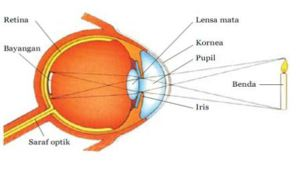 Retina
Lensa mata
Bayangan
Kornea
Pupil
Benda
Iris
Saraf optik